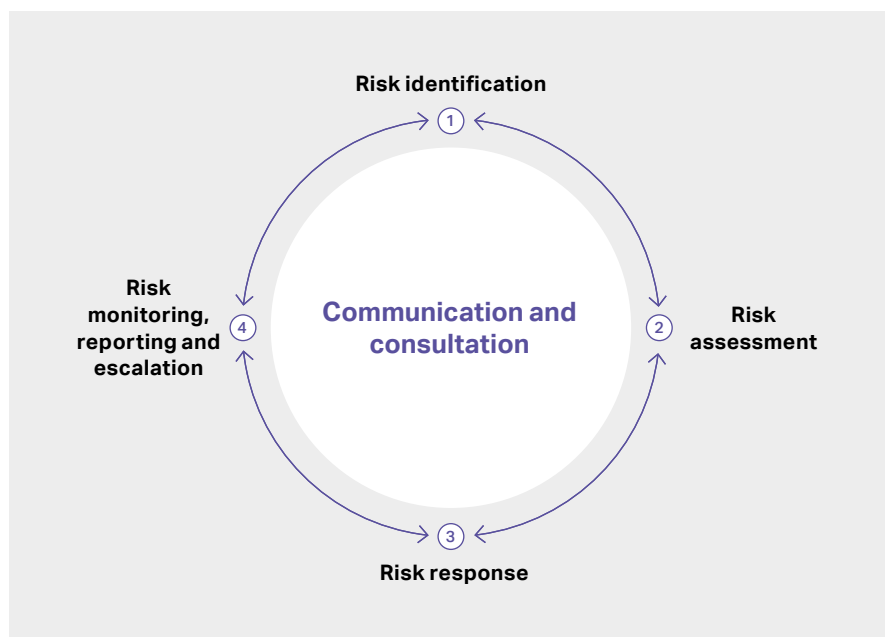 Risk identification
1
Communication and
consultation
2
Risk
assessment
3
Risk response
4
Risk
monitoring,
reporting and
escalation